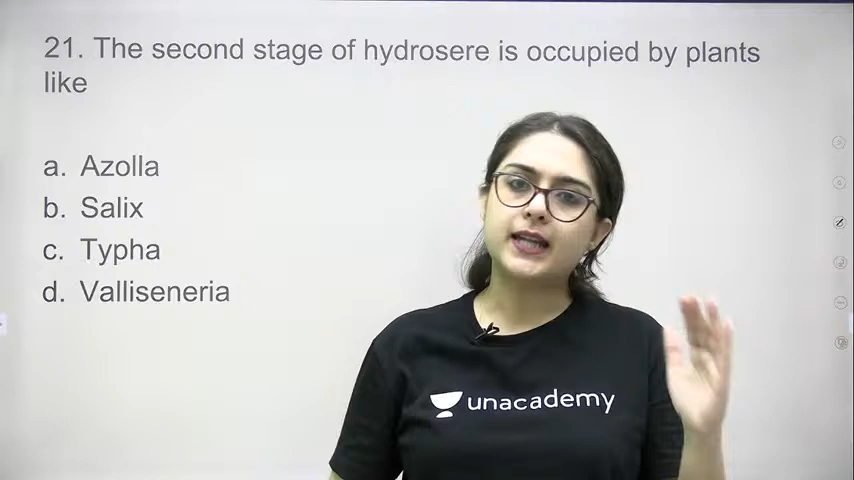 21. The second stage of hydrosere is occupied by plants
like
a. Azolla
b. Salix
c. Typha
d. Valliseneria
unacademy